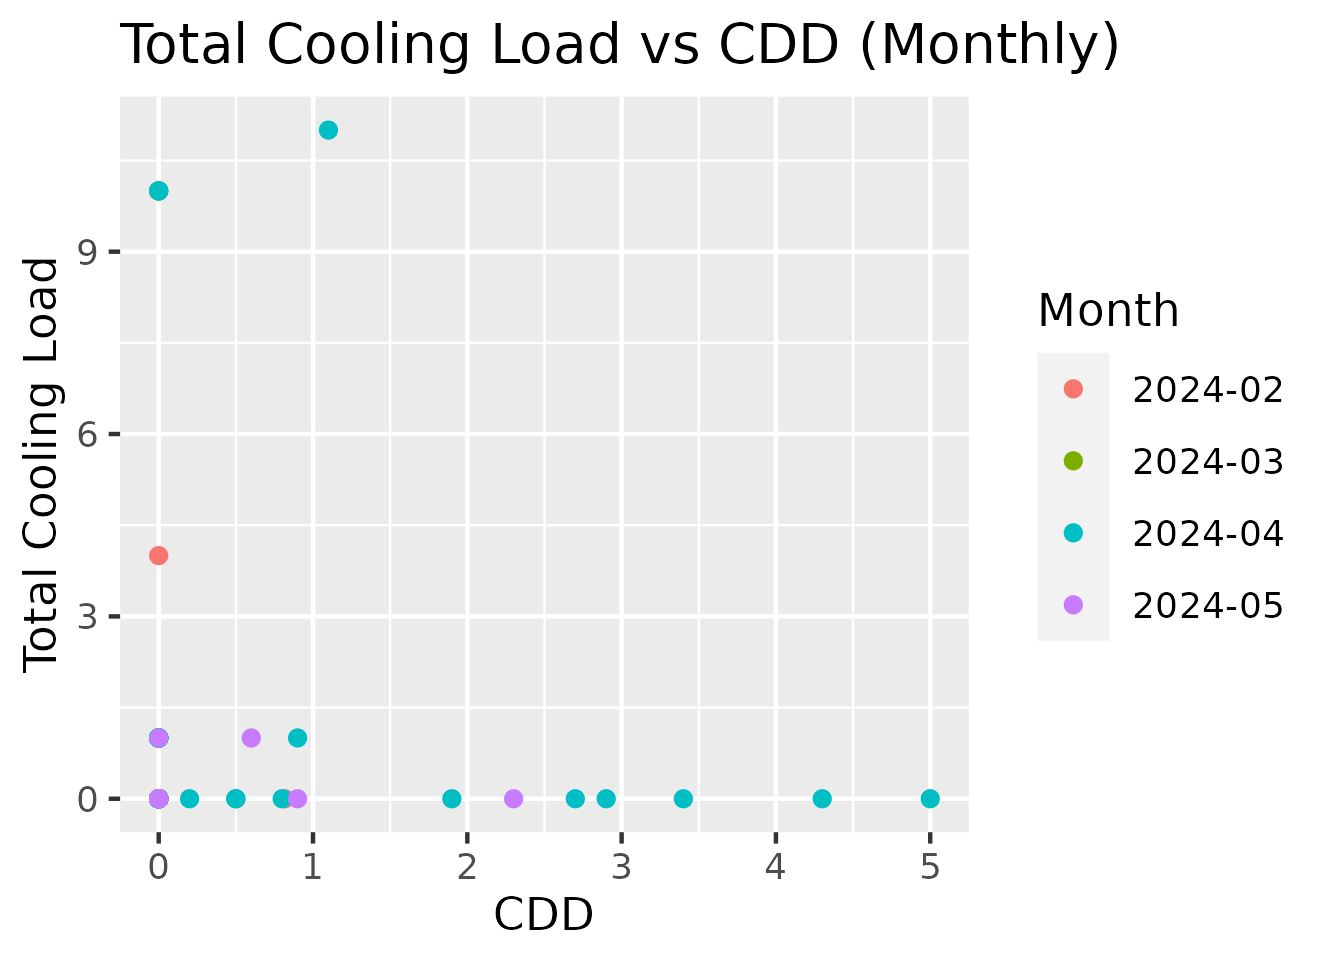 Total Cooling Load vs CDD (Monthly)
Total Cooling Load
9
6
3
0
0 1 2 3 4 5
CDD
Month
2024-02
2024-03
2024-04
2024-05